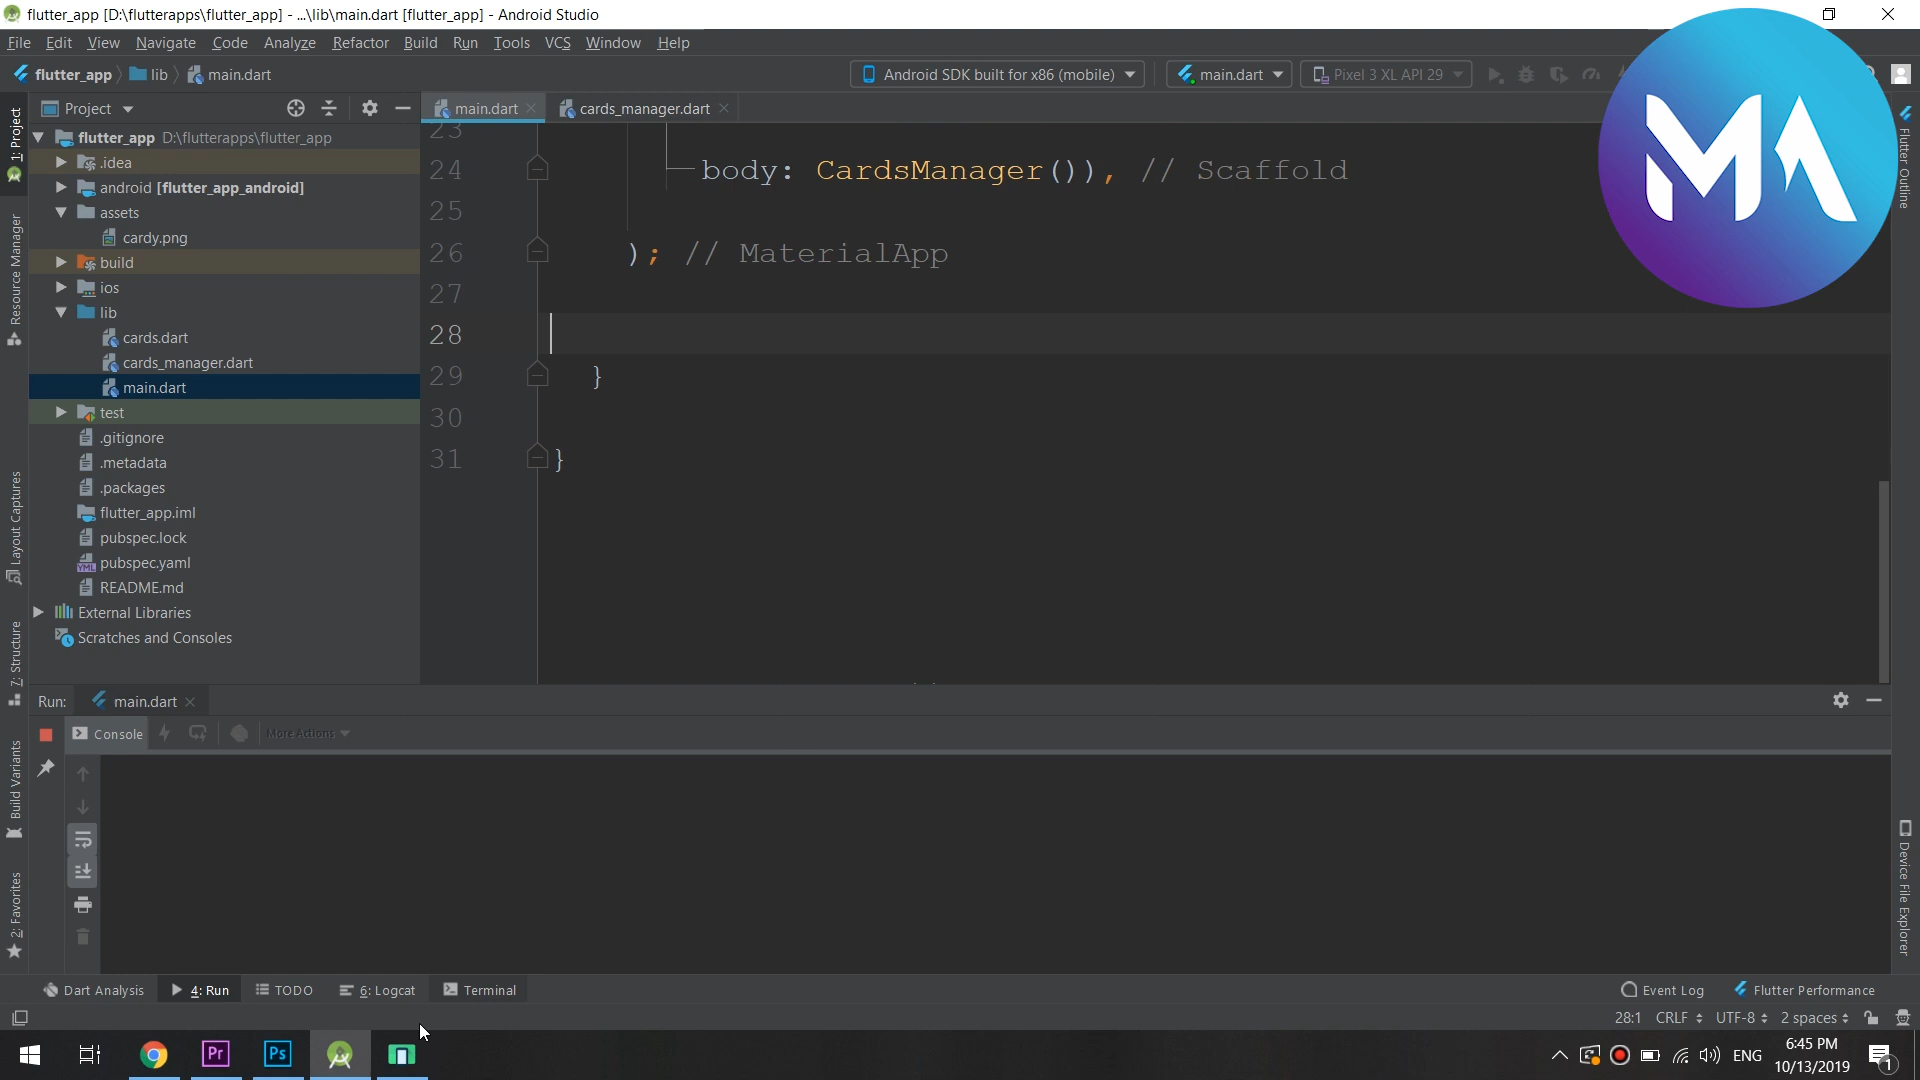 flutter_app [D:\flutterapps\flutter_app] - ...\lib\main.dart [flutter_app] - Android Studio
File Edit View Navigate Code Analyze Refactor Build Run Tools VCS Window Help
flutter_app lib main.dart
Android SDK built for x86 (mobile) main.dart Pixel 3 XL API 29
MA
1: Project
Resource Manager
Layout Captures
7: Structure
Build Variants
2: Favorites
Project
flutter_app D:\flutterapps\flutter_app
.idea
android [flutter_app_android]
assets
cardy.png
build
ios
lib
cards.dart
cards_manager.dart
main.dart
test
.gitignore
.metadata
.packages
flutter_app.iml
pubspec.lock
YML pubspec.yaml
README.md
External Libraries
Scratches and Consoles
main.dart cards_manager.dart
23
24 body: CardsManager()), // Scaffold
25
26 ); // MaterialApp
27
28
29 }
30
31 }
Flutter Outline
Device File Explorer
Run: main.dart
Console More Actions
Dart Analysis 4: Run TODO 6: Logcat Terminal Event Log Flutter Performance
28:1 CRLF UTF-8 2 spaces
Pr Ps ENG
6:45 PM
10/13/2019
1